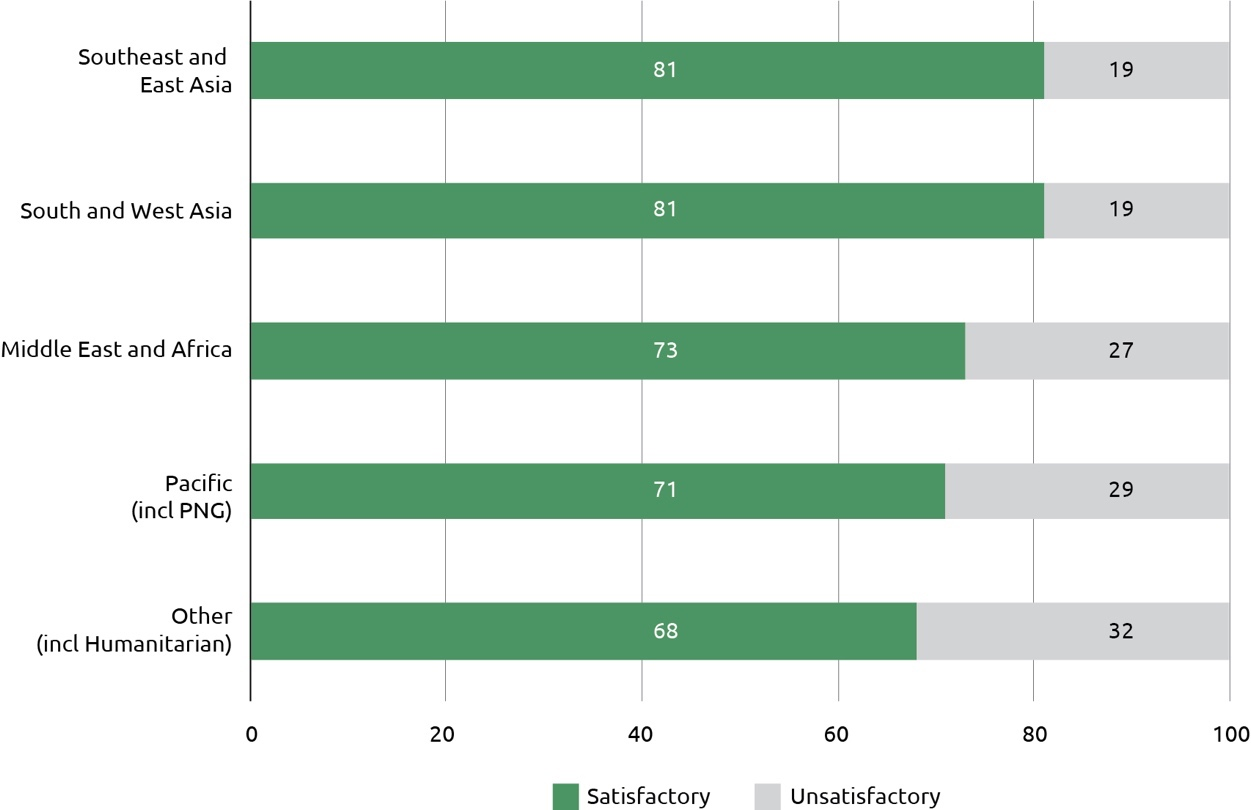 Southeast and
East Asia
81
19
South and West Asia
81
19
Middle East and Africa
73
27
Pacific
(incl PNG)
71
29
Other
(incl Humanitarian)
68
32
0 20 40 60 80 100
Satisfactory Unsatisfactory